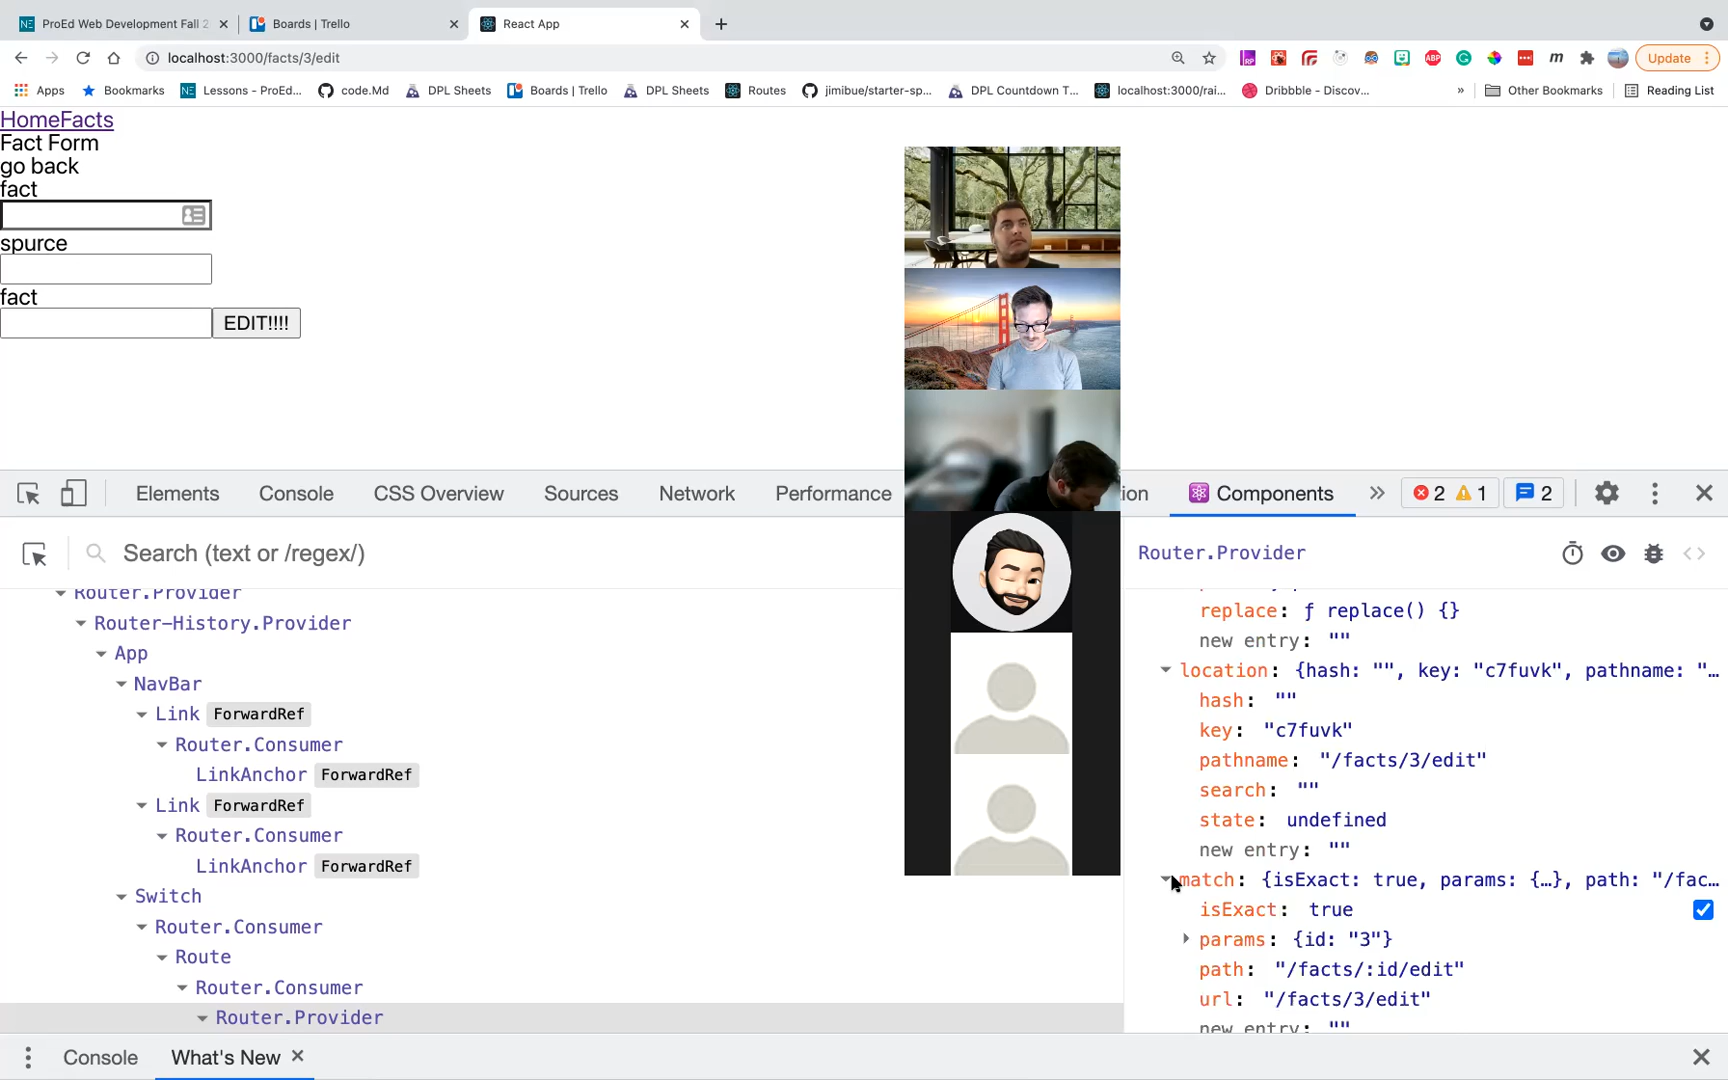 ProEd Web Development Fall 2
Boards | Trello
React App
localhost:3000/facts/3/edit
Update
Apps
Bookmarks
Lessons - ProEd...
code.Md
DPL Sheets
Boards | Trello
DPL Sheets
Routes
jimibue/starter-sp...
DPL Countdown T...
localhost:3000/rai...
Dribbble - Discov...
»
Other Bookmarks
Reading List
HomeFacts
Fact Form
go back
fact
spurce
fact
EDIT!!!!
Elements
Console
CSS Overview
Sources
Network
Performance
ion
Components
»
2
1
2
Search (text or /regex/)
Router.Provider
Router.Provider
Router-History.Provider
App
NavBar
Link ForwardRef
Router.Consumer
LinkAnchor ForwardRef
Link ForwardRef
Router.Consumer
LinkAnchor ForwardRef
Switch
Router.Consumer
Route
Router.Consumer
Router.Provider
replace: ƒ replace() {}
new entry: ""
location: {hash: "", key: "c7fuvk", pathname: "…
hash: ""
key: "c7fuvk"
pathname: "/facts/3/edit"
search: ""
state: undefined
new entry: ""
match: {isExact: true, params: {…}, path: "/fac…
isExact: true
params: {id: "3"}
path: "/facts/:id/edit"
url: "/facts/3/edit"
new entry: ""
Console
What's New